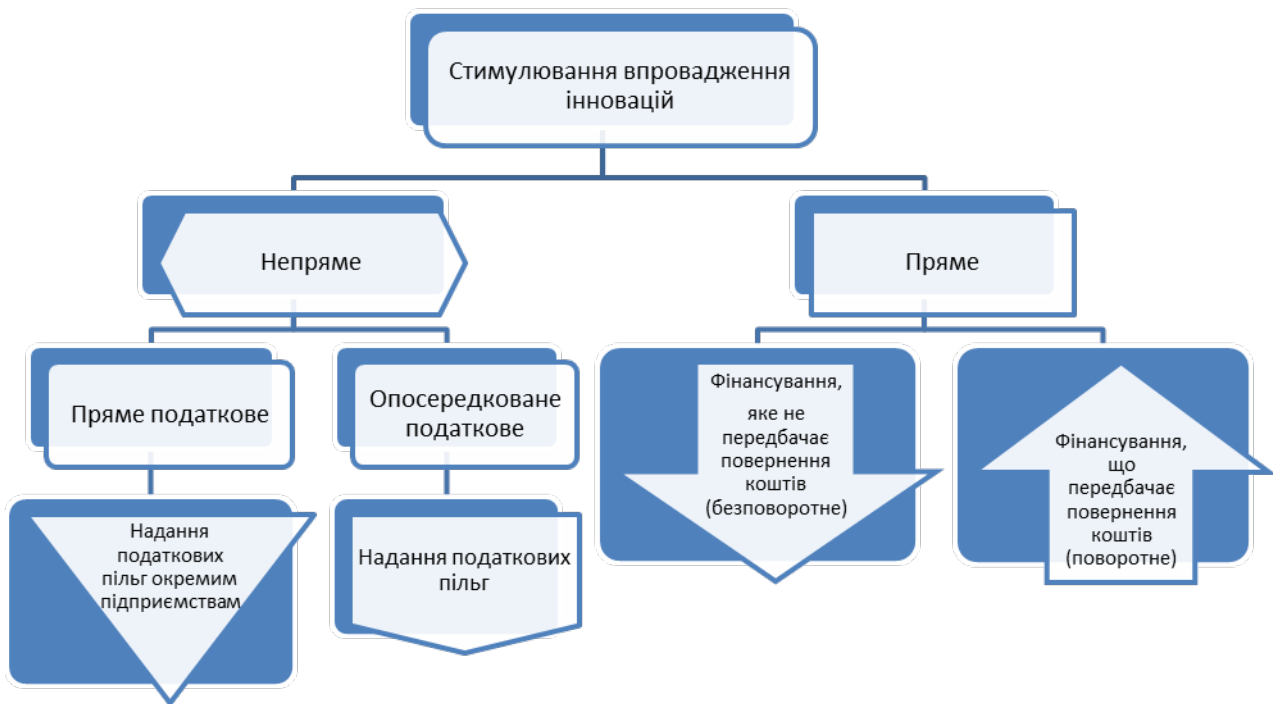 Стимулювання впровадження
інновацій
Непряме
Пряме
Пряме податкове
Опосередковане
податкове
Фінансування,
яке не
передбачає
повернення
коштів
(безповоротне)
Фінансування,
що
передбачає
повернення
коштів
(поворотне)
Надання
податкових
пільг окремим
підприємствам
Надання податкових
пільг